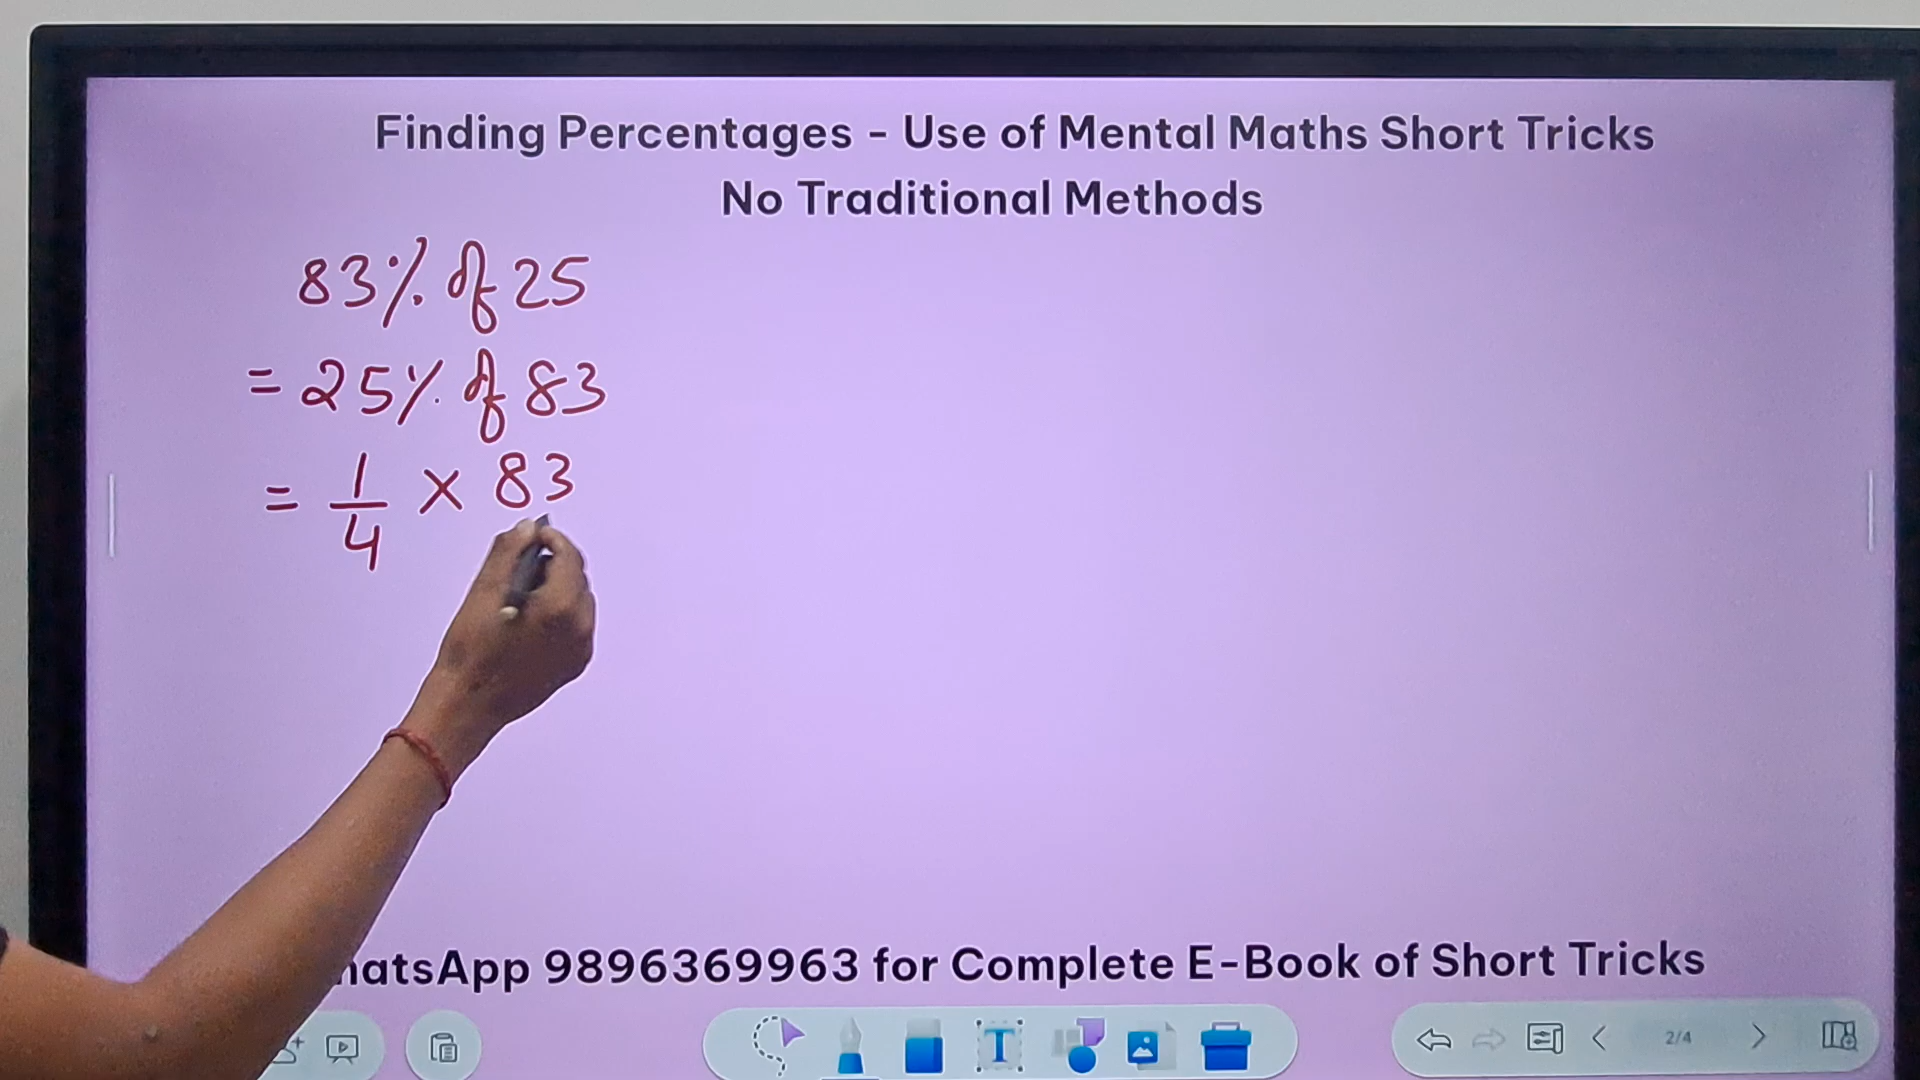 Finding Percentages - Use of Mental Maths Short Tricks
No Traditional Methods
83% of 25
= 25% of 83
= 1/4 × 83
9896369963 for Complete E-Book of Short Tricks
T
2/4